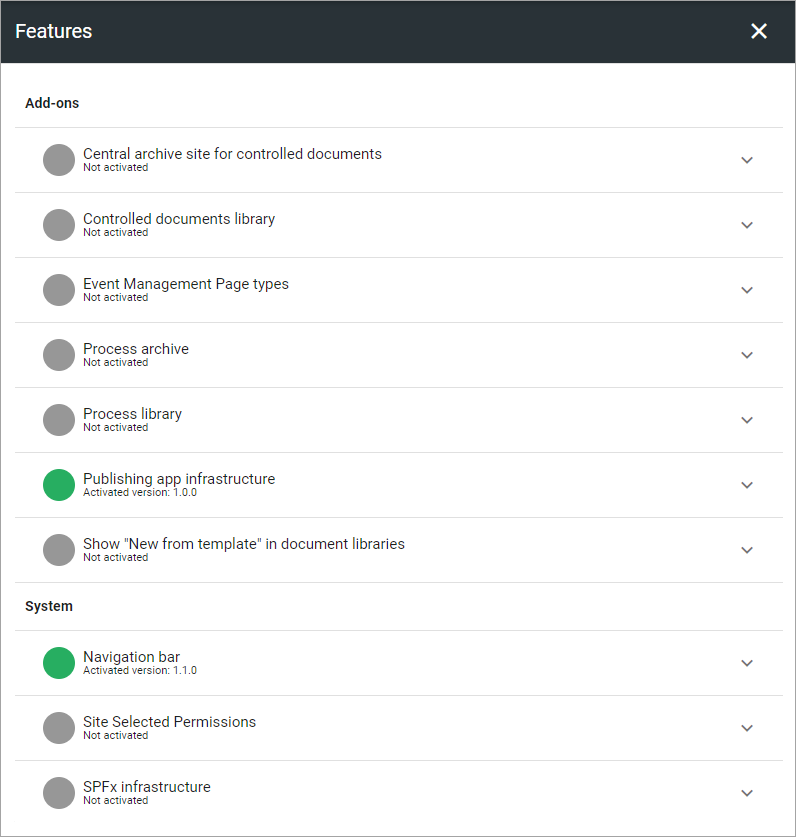 Features
Add-ons
Central archive site for controlled documents
Not activated
Controlled documents library
Not activated
Event Management Page types
Not activated
Process archive
Not activated
Process library
Not activated
Publishing app infrastructure
Activated version: 1.0.0
Show "New from template" in document libraries
Not activated
System
Navigation bar
Activated version: 1.1.0
Site Selected Permissions
Not activated
SPFx infrastructure
Not activated